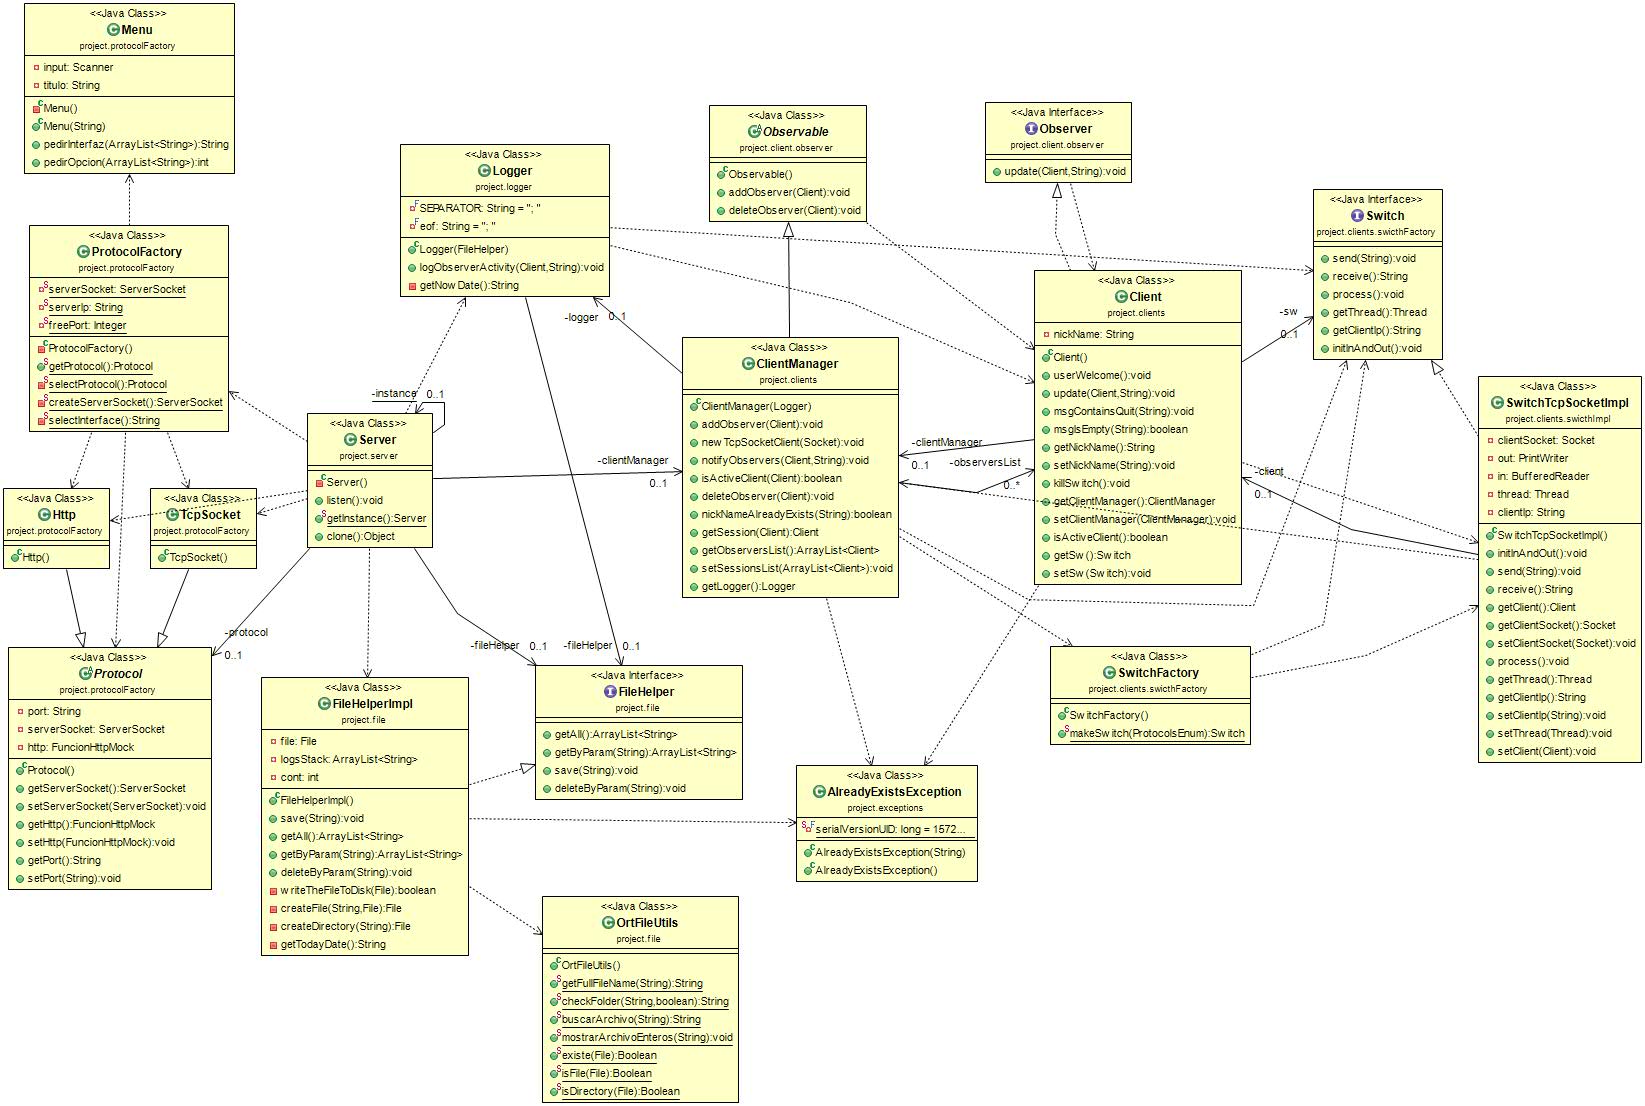 <<Java Class>>
Menu
project.protocolFactory
input: Scanner
titulo: String
Menu()
Menu(String)
pedirInterfaz(ArrayList<String>):String
pedirOpcion(ArrayList<String>):int
<<Java Class>>
ProtocolFactory
project.protocolFactory
serverSocket: ServerSocket
serverIp: String
freePort: Integer
ProtocolFactory()
getProtocol():Protocol
selectProtocol():Protocol
createServerSocket():ServerSocket
selectInterface():String
<<Java Class>>
Http
project.protocolFactory
Http()
<<Java Class>>
TcpSocket
project.protocolFactory
TcpSocket()
<<Java Class>>
Protocol
project.protocolFactory
port: String
serverSocket: ServerSocket
http: FuncionHttpMock
Protocol()
getServerSocket():ServerSocket
setServerSocket(ServerSocket):void
getHttp():FuncionHttpMock
setHttp(FuncionHttpMock):void
getPort():String
setPort(String):void
-protocol
0..1
<<Java Class>>
Logger
project.logger
SEPARATOR: String = "; "
eof: String = "; "
Logger(FileHelper)
logObserverActivity(Client,String):void
getNowDate():String
-logger
0..1
-instance
0..1
<<Java Class>>
Server
project.server
Server()
listen():void
getInstance():Server
clone():Object
-clientManager
0..1
-fileHelper
0..1
-fileHelper
0..1
<<Java Class>>
FileHelperImpl
project.file
file: File
logsStack: ArrayList<String>
cont: int
FileHelperImpl()
save(String):void
getAll():ArrayList<String>
getByParam(String):ArrayList<String>
deleteByParam(String):void
writeTheFileToDisk(File):boolean
createFile(String,File):File
createDirectory(String):File
getTodayDate():String
<<Java Interface>>
FileHelper
project.file
getAll():ArrayList<String>
getByParam(String):ArrayList<String>
save(String):void
deleteByParam(String):void
<<Java Class>>
OrtFileUtils
project.file
OrtFileUtils()
getFullFileName(String):String
checkFolder(String,boolean):String
buscarArchivo(String):String
mostrarArchivoEnteros(String):void
existe(File):Boolean
isFile(File):Boolean
isDirectory(File):Boolean
<<Java Class>>
Observable
project.client.observer
Observable()
addObserver(Client):void
deleteObserver(Client):void
<<Java Class>>
ClientManager
project.clients
ClientManager(Logger)
addObserver(Client):void
newTcpSocketClient(Socket):void
notifyObservers(Client,String):void
isActiveClient(Client):boolean
deleteObserver(Client):void
nickNameAlreadyExists(String):boolean
getSession(Client):Client
getObserversList():ArrayList<Client>
setSessionsList(ArrayList<Client>):void
getLogger():Logger
-clientManager
0..1
-observersList
0..*
<<Java Class>>
AlreadyExistsException
project.exceptions
serialVersionUID: long = 1572...
AlreadyExistsException(String)
AlreadyExistsException()
<<Java Interface>>
Observer
project.client.observer
update(Client,String):void
<<Java Class>>
Client
project.clients
nickName: String
Client()
userWelcome():void
update(Client,String):void
msgContainsQuit(String):void
msgIsEmpty(String):boolean
getNickName():String
setNickName(String):void
killSwitch():void
getClientManager():ClientManager
setClientManager(ClientManager):void
isActiveClient():boolean
getSw():Switch
setSw(Switch):void
-sw
0..1
-client
0..1
<<Java Class>>
SwitchFactory
project.clients.swicthFactory
SwitchFactory()
makeSwitch(ProtocolsEnum):Switch
<<Java Interface>>
Switch
project.clients.swicthFactory
send(String):void
receive():String
process():void
getThread():Thread
getClientIp():String
initInAndOut():void
<<Java Class>>
SwitchTcpSocketImpl
project.clients.swicthImpl
clientSocket: Socket
out: PrintWriter
in: BufferedReader
thread: Thread
clientIp: String
SwitchTcpSocketImpl()
initInAndOut():void
send(String):void
receive():String
getClient():Client
getClientSocket():Socket
setClientSocket(Socket):void
process():void
getThread():Thread
getClientIp():String
setClientIp(String):void
setThread(Thread):void
setClient(Client):void